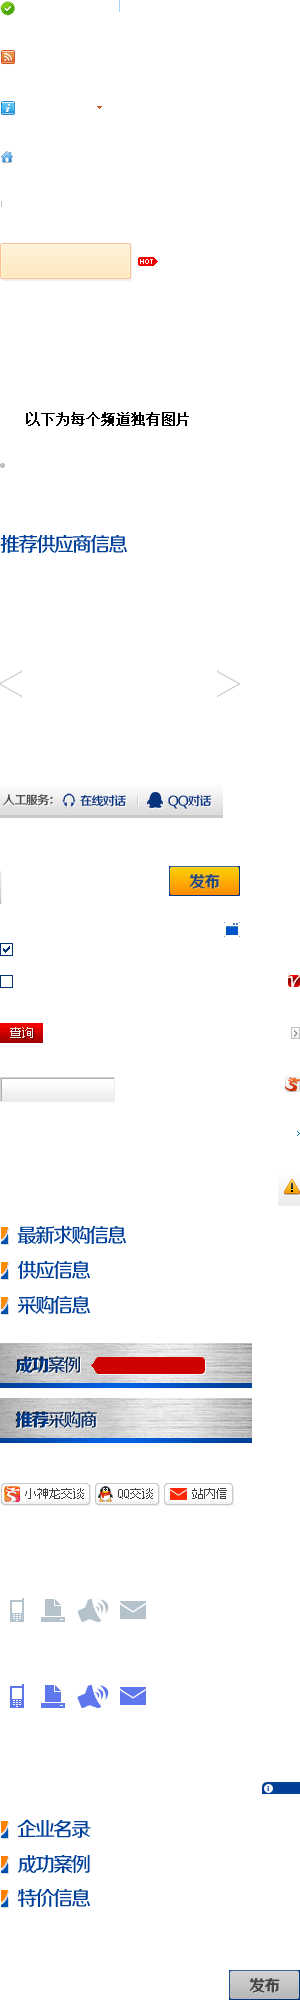 HOT
以下为每个频道独有图片
推荐供应商信息
人工服务： 在线对话 QQ对话
发布
查询
最新求购信息
供应信息
采购信息
成功案例
推荐采购商
小神龙交谈 QQ交谈 站内信
企业名录
成功案例
特价信息
发布